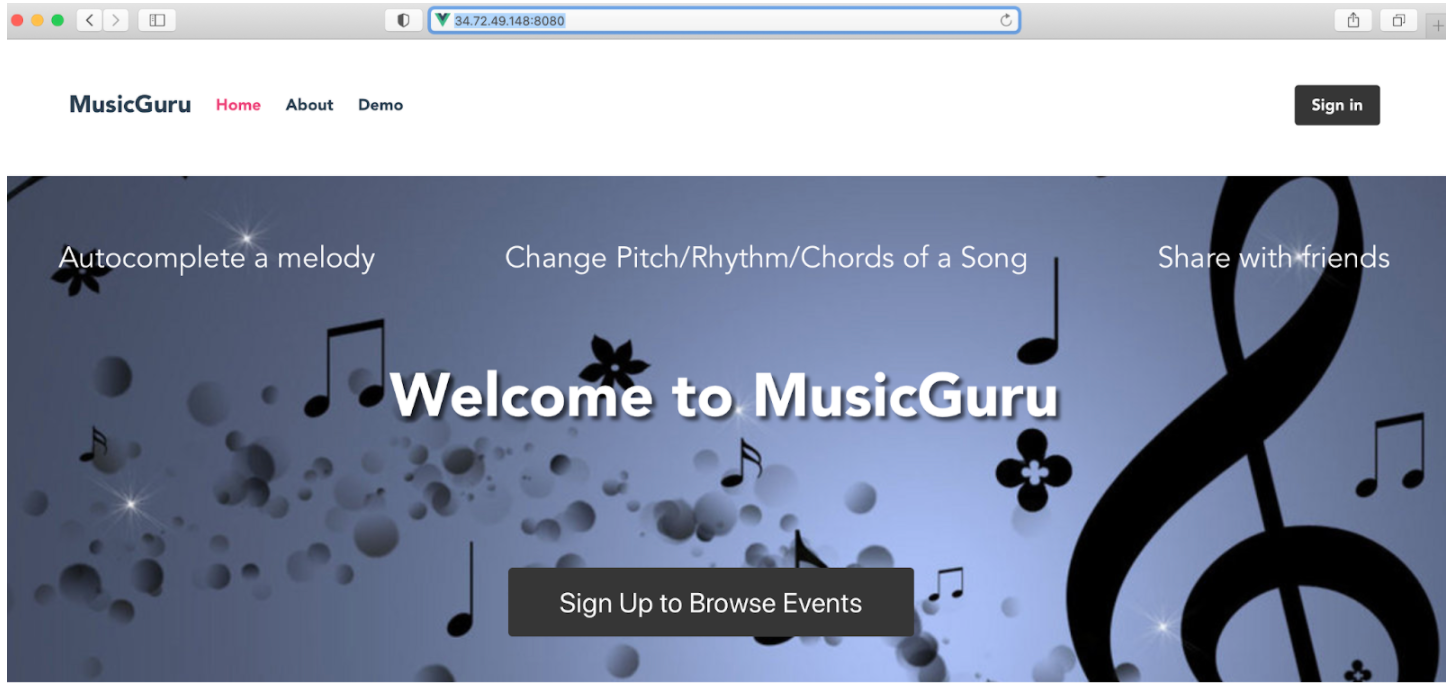 34.72.49.148:8080
MusicGuru Home About Demo Sign in
Autocomplete a melody Change Pitch/Rhythm/Chords of a Song Share with friends
Welcome to MusicGuru
Sign Up to Browse Events